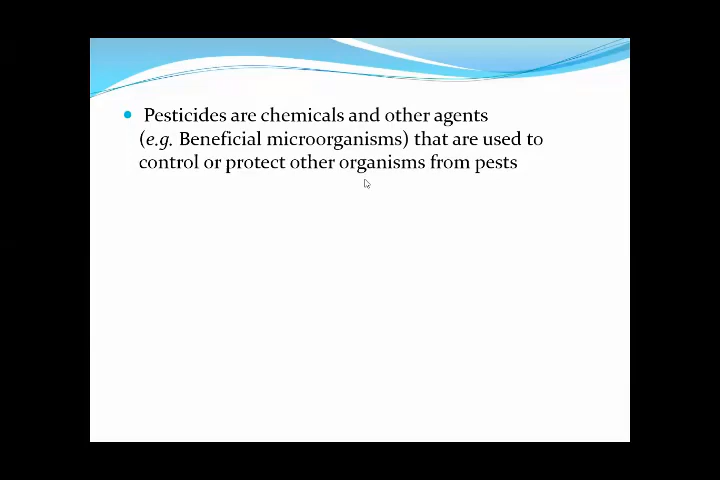 Pesticides are chemicals and other agents
(e.g. Beneficial microorganisms) that are used to
control or protect other organisms from pests